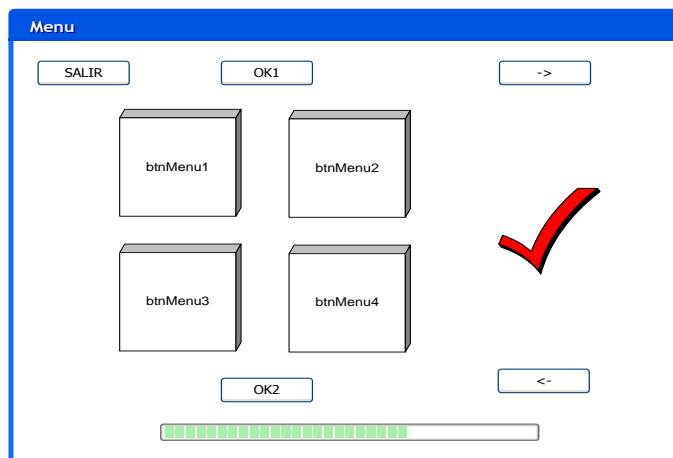 Menu
SALIR
OK1
->
btnMenu1
btnMenu2
btnMenu3
btnMenu4
OK2
<-